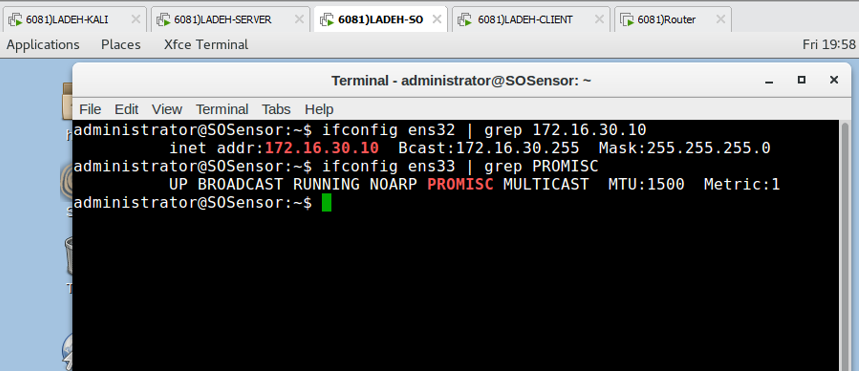 6081)LADEH-KALI 6081)LADEH-SERVER 6081)LADEH-SO 6081)LADEH-CLIENT 6081)Router
Applications Places Xfce Terminal Fri 19:58
Terminal - administrator@SOSensor: ~
File Edit View Terminal Tabs Help
administrator@SOSensor:~$ ifconfig ens32 | grep 172.16.30.10
inet addr:172.16.30.10 Bcast:172.16.30.255 Mask:255.255.255.0
administrator@SOSensor:~$ ifconfig ens33 | grep PROMISC
UP BROADCAST RUNNING NOARP PROMISC MULTICAST MTU:1500 Metric:1
administrator@SOSensor:~$